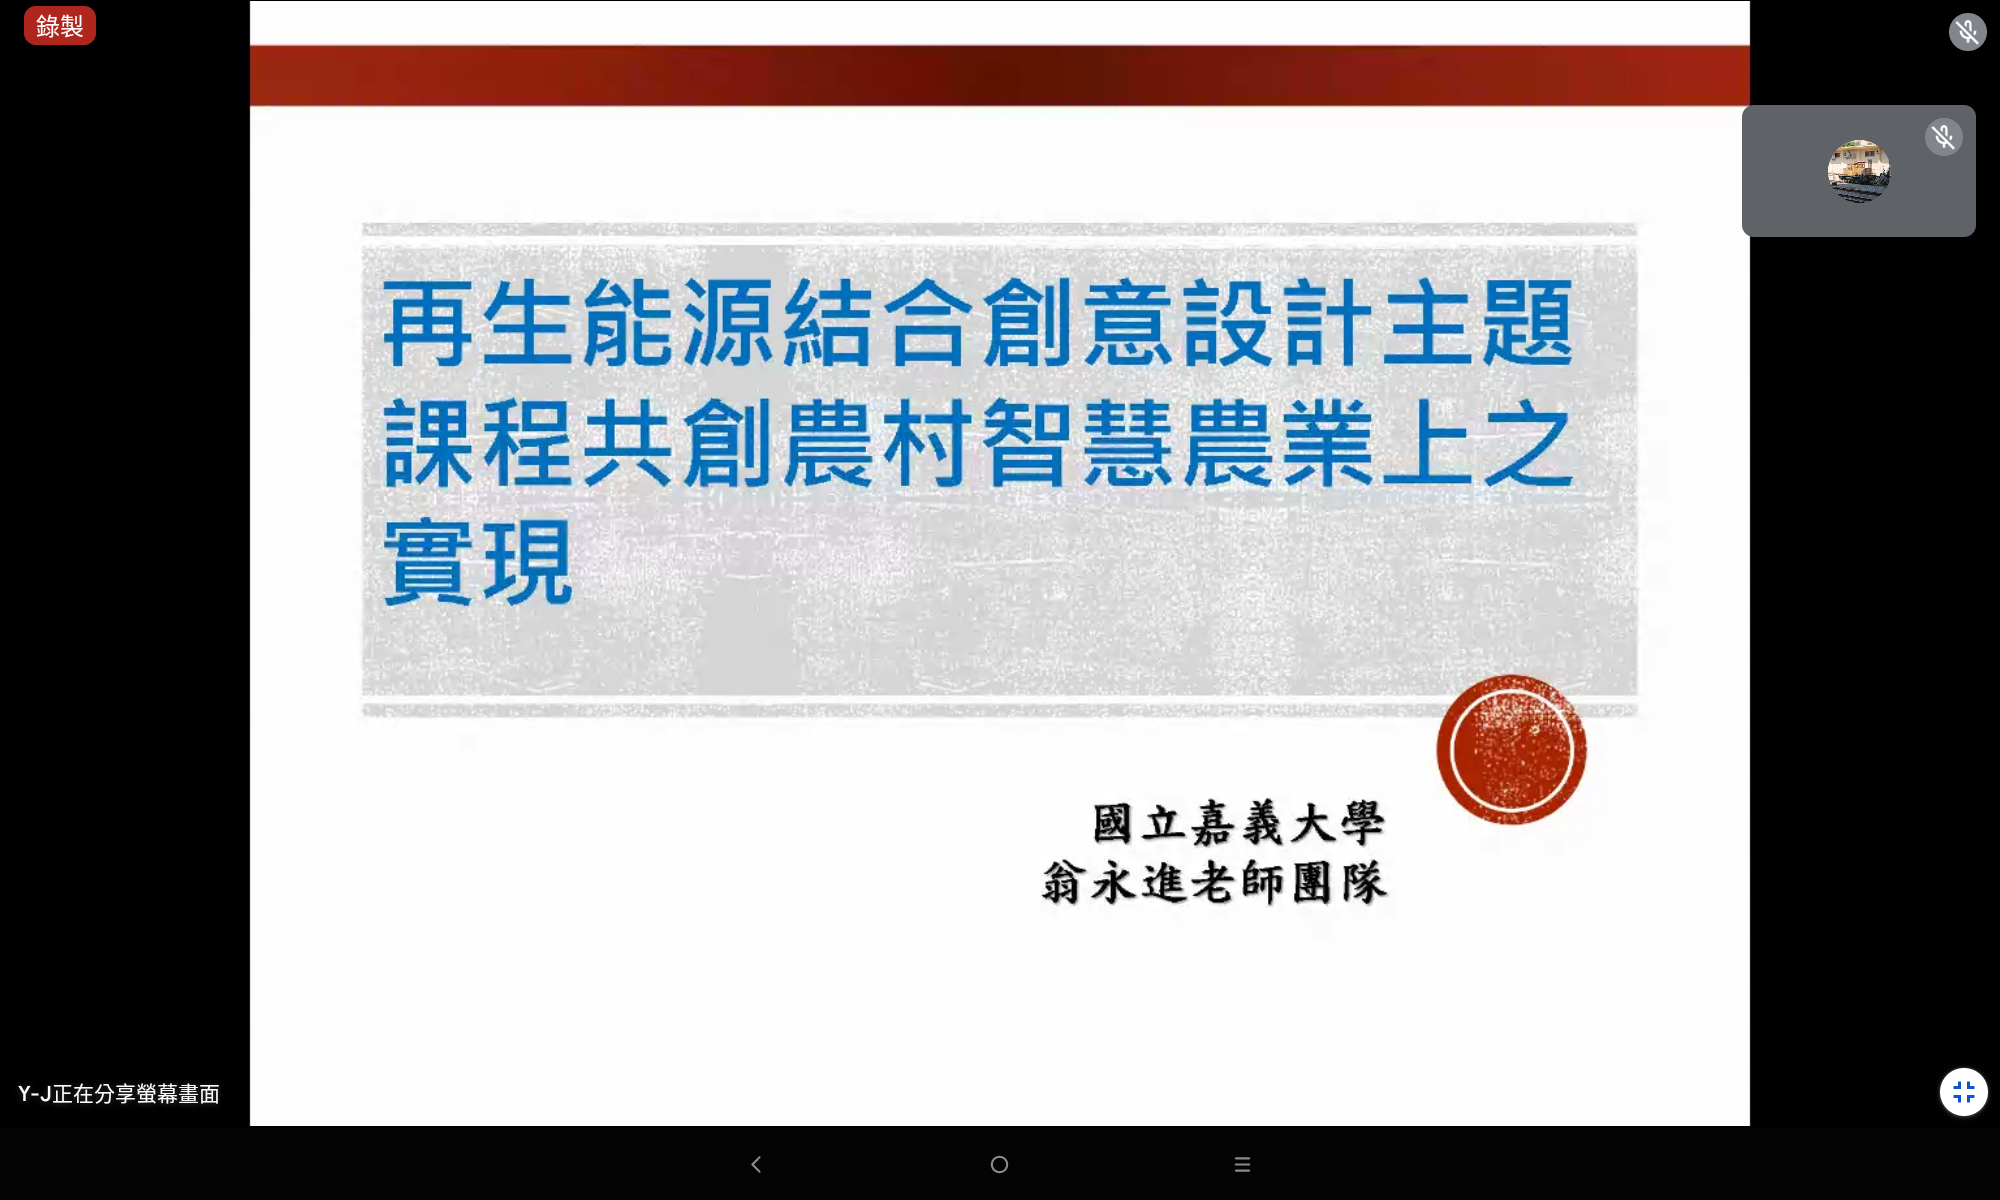 錄製
再生能源結合創意設計主題
課程共創農村智慧農業上之
實現
國立嘉義大學
翁永進老師團隊
Y-J正在分享螢幕畫面